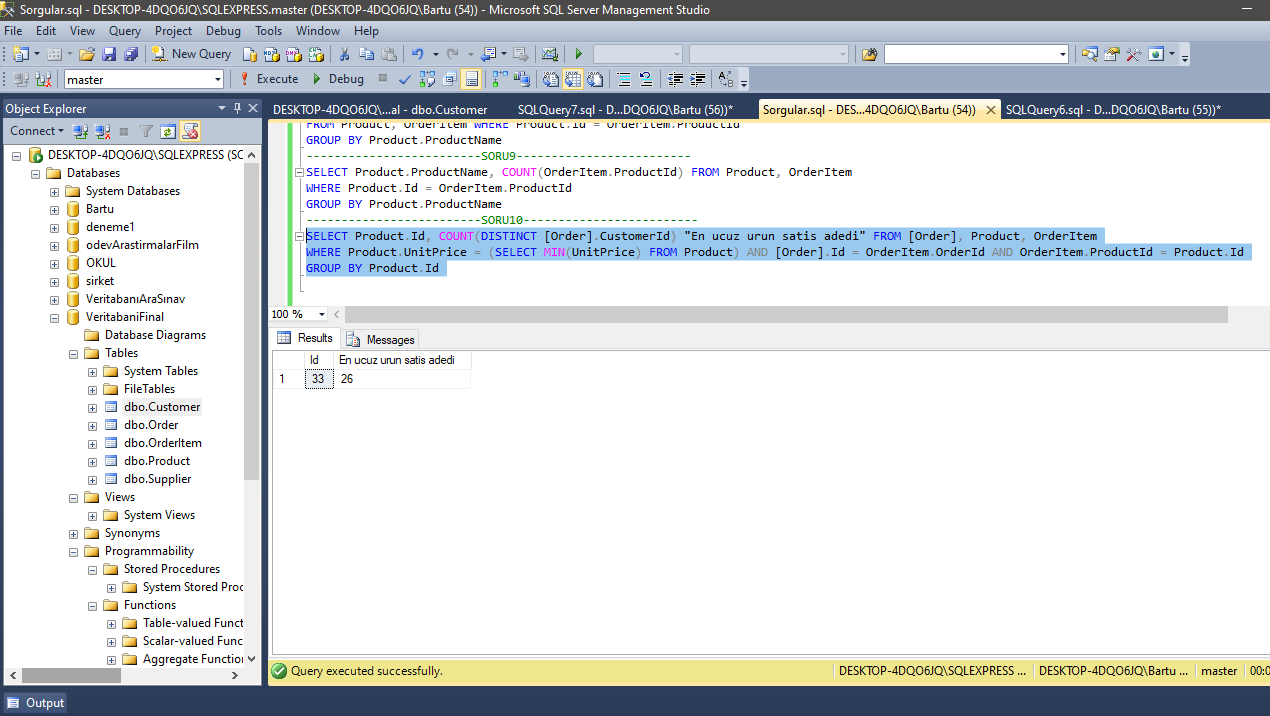 Sorgular.sql - DESKTOP-4DQO6JQ\SQLEXPRESS.master (DESKTOP-4DQO6JQ\Bartu (54)) - Microsoft SQL Server Management Studio
File Edit View Query Project Debug Tools Window Help
New Query
master Execute Debug
Object Explorer
Connect
DESKTOP-4DQO6JQ\SQLEXPRESS (SC
Databases
System Databases
Bartu
deneme1
odevArastirmalarFilm
OKUL
sirket
VeritabanıAraSınav
VeritabaniFinal
Database Diagrams
Tables
System Tables
FileTables
dbo.Customer
dbo.Order
dbo.OrderItem
dbo.Product
dbo.Supplier
Views
System Views
Synonyms
Programmability
Stored Procedures
System Stored Proc
Functions
Table-valued Funct
Scalar-valued Func
Aggregate Function
DESKTOP-4DQO6JQ\...al - dbo.Customer SQLQuery7.sql - D...DQO6JQ\Bartu (56))* Sorgular.sql - DES...4DQO6JQ\Bartu (54)) SQLQuery6.sql - D...DQO6JQ\Bartu (55))*
FROM Product, OrderItem WHERE Product.Id = OrderItem.ProductId
GROUP BY Product.ProductName
--------------------------SORU9--------------------------
SELECT Product.ProductName, COUNT(OrderItem.ProductId) FROM Product, OrderItem
WHERE Product.Id = OrderItem.ProductId
GROUP BY Product.ProductName
--------------------------SORU10--------------------------
SELECT Product.Id, COUNT(DISTINCT [Order].CustomerId) "En ucuz urun satis adedi" FROM [Order], Product, OrderItem
WHERE Product.UnitPrice = (SELECT MIN(UnitPrice) FROM Product) AND [Order].Id = OrderItem.OrderId AND OrderItem.ProductId = Product.Id
GROUP BY Product.Id
100 %
Results Messages
Id En ucuz urun satis adedi
1 33 26
Query executed successfully. DESKTOP-4DQO6JQ\SQLEXPRESS ... DESKTOP-4DQO6JQ\Bartu ... master 00:0
Output